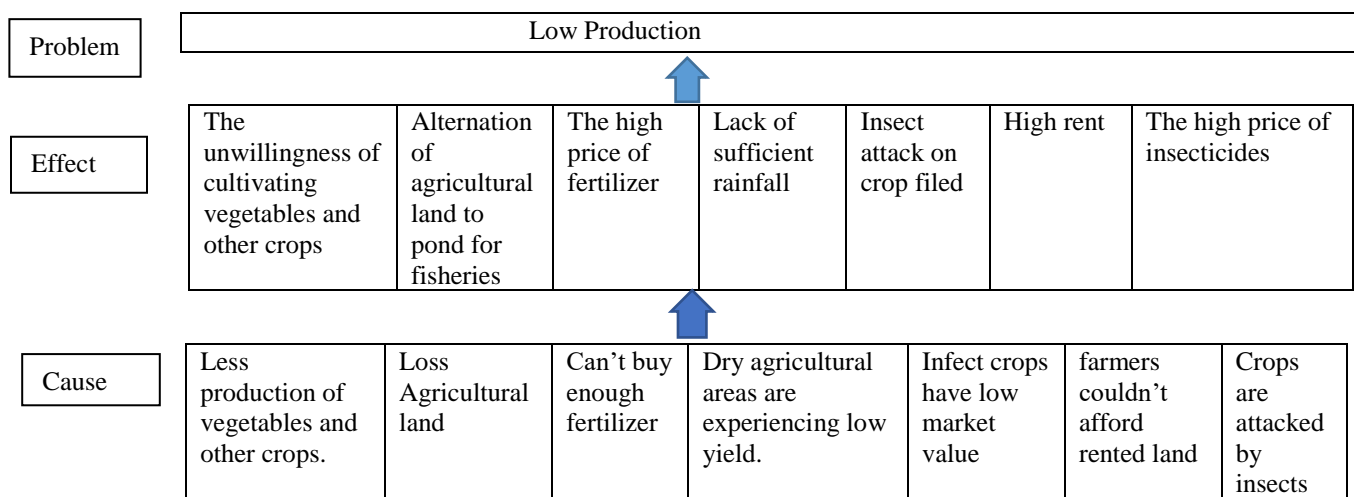 Problem
Low Production
Effect
The
unwillingness of
cultivating
vegetables and
other crops
Alternation
of
agricultural
land to
pond for
fisheries
The high
price of
fertilizer
Lack of
sufficient
rainfall
Insect
attack on
crop filed
High rent
The high price of
insecticides
Cause
Less
production of
vegetables and
other crops.
Loss
Agricultural
land
Can’t buy
enough
fertilizer
Dry agricultural
areas are
experiencing low
yield.
Infect crops
have low
market
value
farmers
couldn’t
afford
rented land
Crops
are
attacked
by
insects